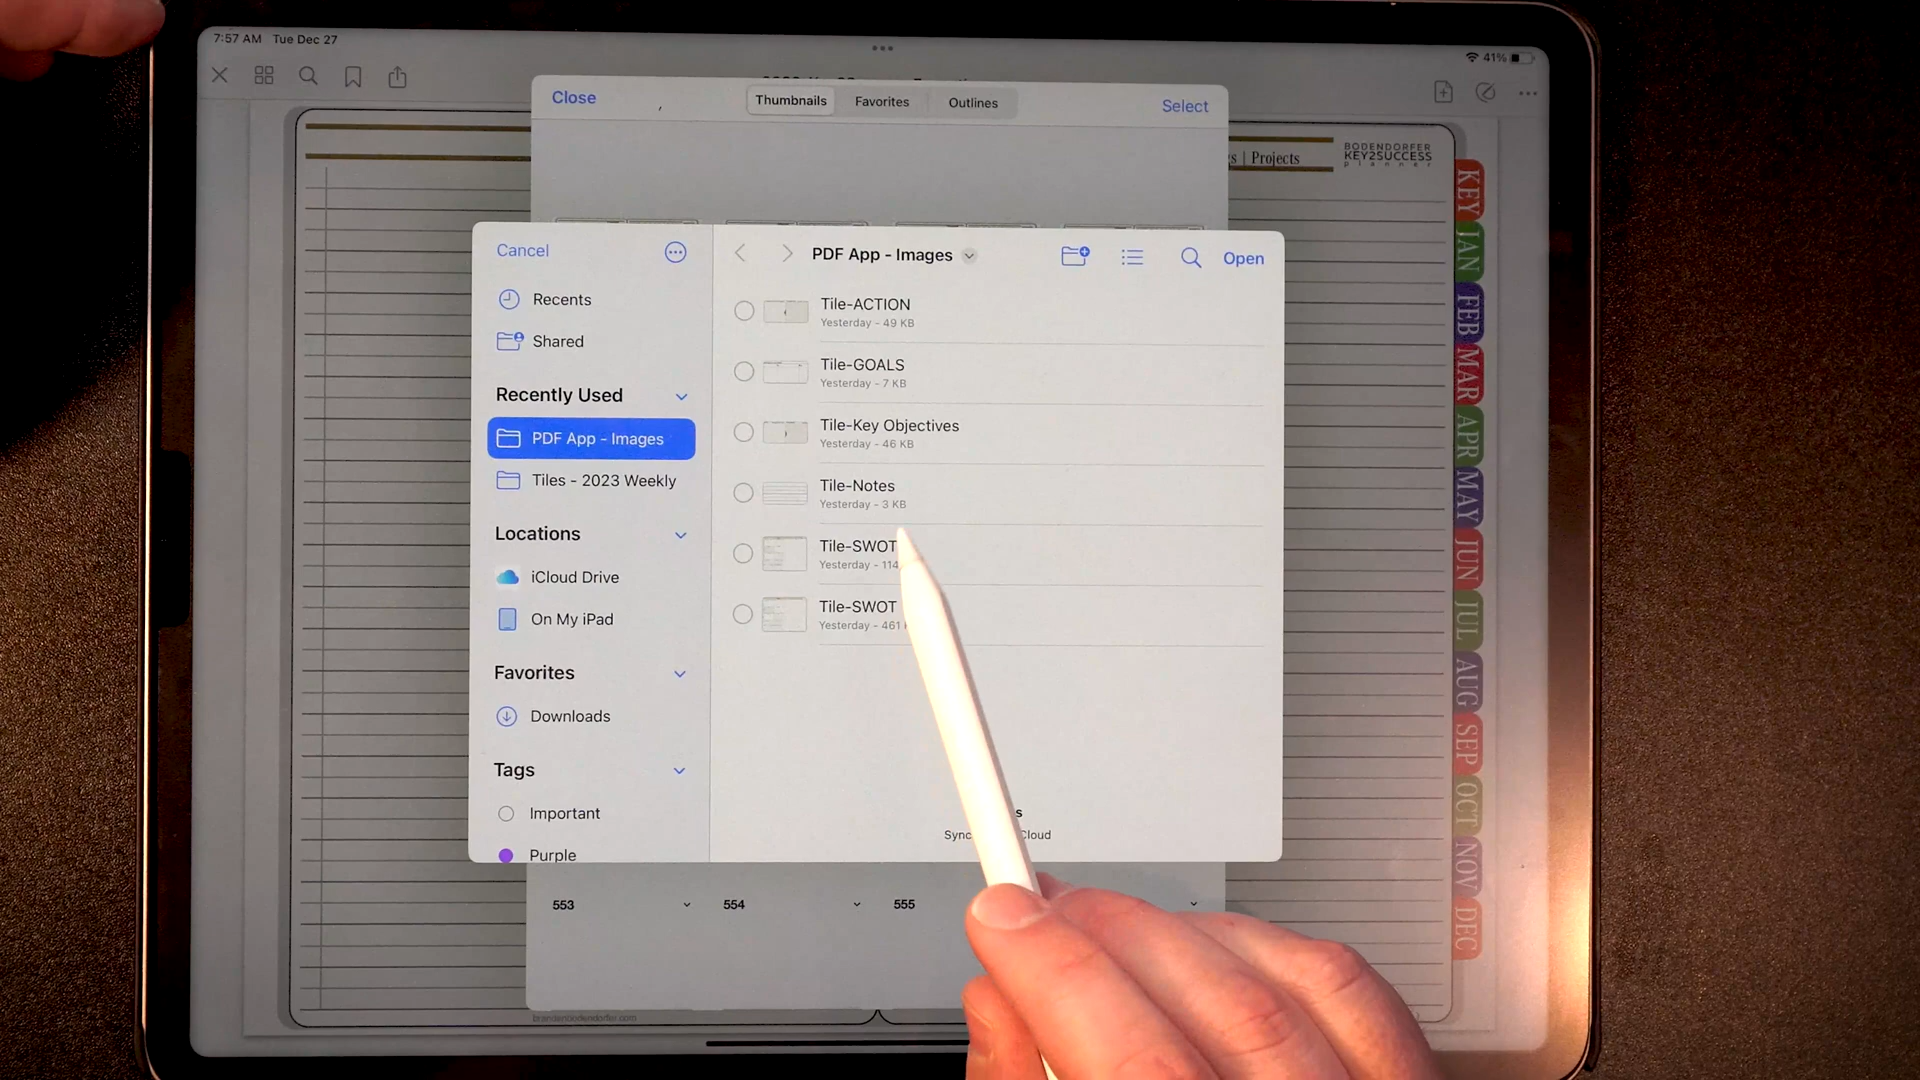 7:57 AM Tue Dec 27
41%
Close
Thumbnails
Favorites
Outlines
Select
s | Projects
BODENDORFER
KEY2SUCCESS
planner
Cancel
Recents
Shared
Recently Used
PDF App - Images
Tiles - 2023 Weekly
Locations
iCloud Drive
On My iPad
Favorites
Downloads
Tags
Important
Purple
PDF App - Images
Open
Tile-ACTION
Yesterday - 49 KB
Tile-GOALS
Yesterday - 7 KB
Tile-Key Objectives
Yesterday - 46 KB
Tile-Notes
Yesterday - 3 KB
Tile-SWOT
Yesterday - 114
Tile-SWOT
Yesterday - 461
s
Sync Cloud
553
554
555
KEY
JAN
FEB
MAR
APR
MAY
JUN
JUL
AUG
SEP
OCT
NOV
DEC